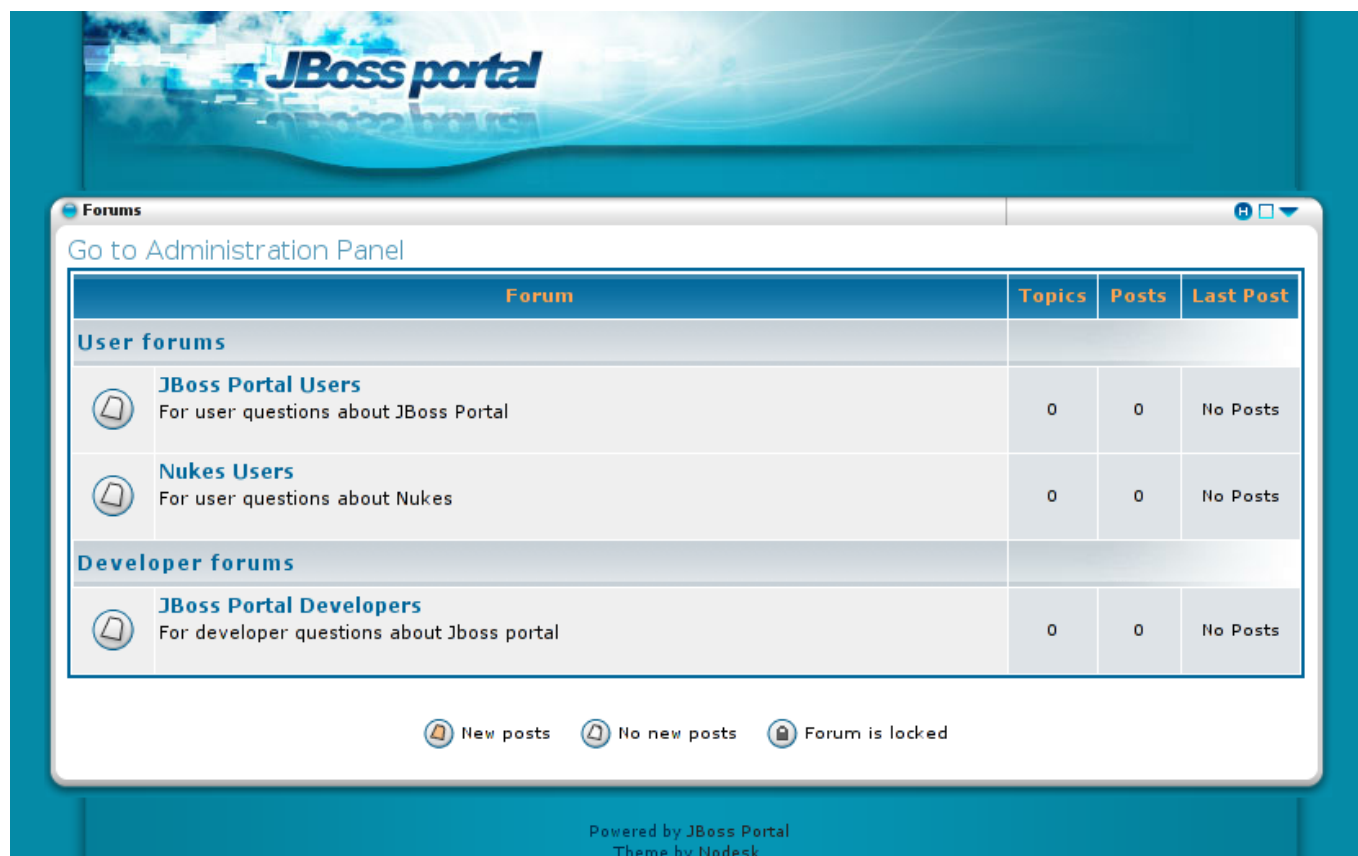 JBoss portal
Forums
H
Go to Administration Panel
Forum Topics Posts Last Post
User forums
JBoss Portal Users
For user questions about JBoss Portal
0 0 No Posts
Nukes Users
For user questions about Nukes
0 0 No Posts
Developer forums
JBoss Portal Developers
For developer questions about Jboss portal
0 0 No Posts
New posts No new posts Forum is locked
Powered by JBoss Portal
Theme by Nodesk